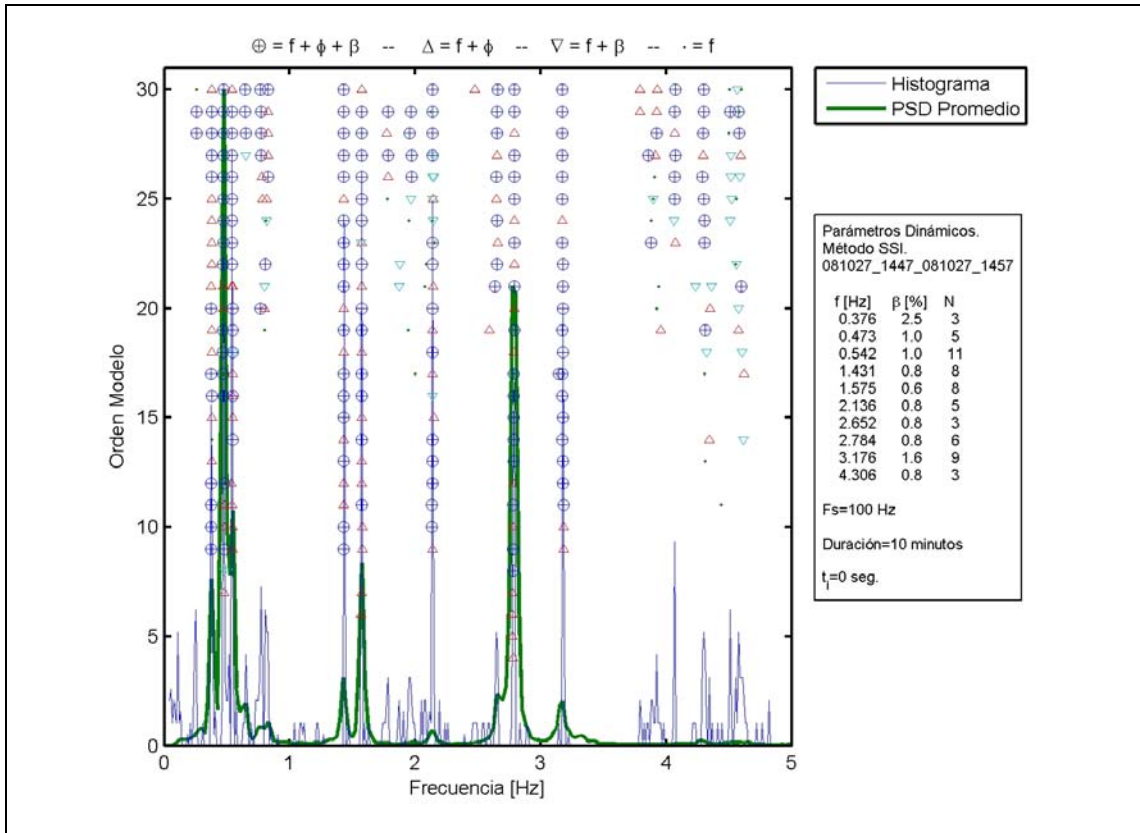 ⊕ = f + ϕ + β -- Δ = f + ϕ -- ∇ = f + β -- · = f
Histograma
PSD Promedio
30
25
20
15
10
5
0
Orden Modelo
0 1 2 3 4 5
Frecuencia [Hz]
Parámetros Dinámicos.
Método SSI.
081027_1447_081027_1457
f [Hz] β [%] N
0.376 2.5 3
0.473 1.0 5
0.542 1.0 11
1.431 0.8 8
1.575 0.6 8
2.136 0.8 5
2.652 0.8 3
2.784 0.8 6
3.176 1.6 9
4.306 0.8 3
Fs=100 Hz
Duración=10 minutos
t_i=0 seg.